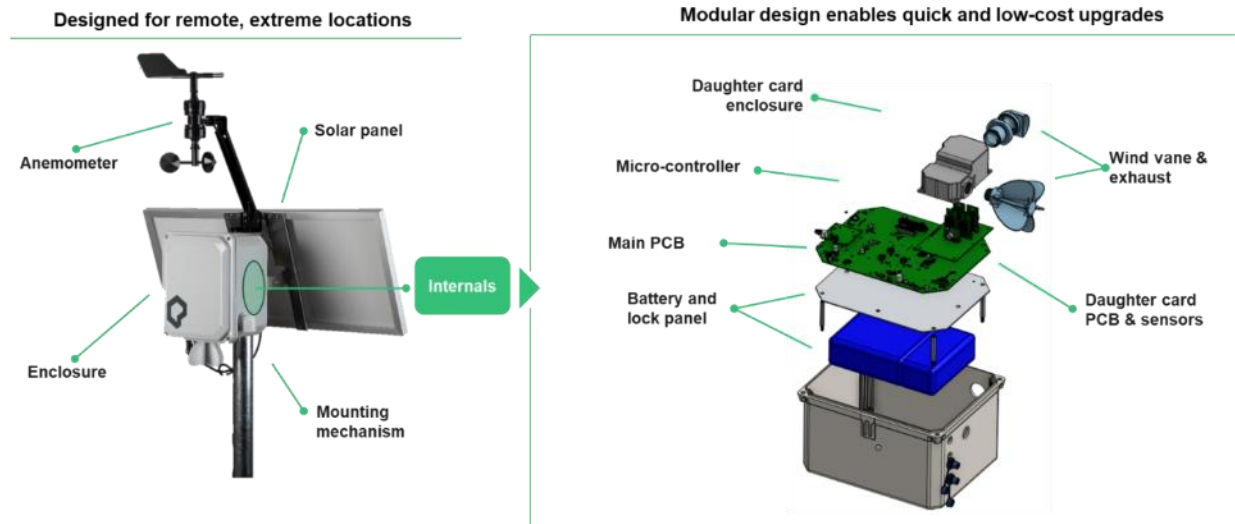 Designed for remote, extreme locations
Anemometer
Solar panel
Enclosure
Mounting
mechanism
Internals
Modular design enables quick and low-cost upgrades
Daughter card
enclosure
Micro-controller
Main PCB
Battery and
lock panel
Wind vane &
exhaust
Daughter card
PCB & sensors